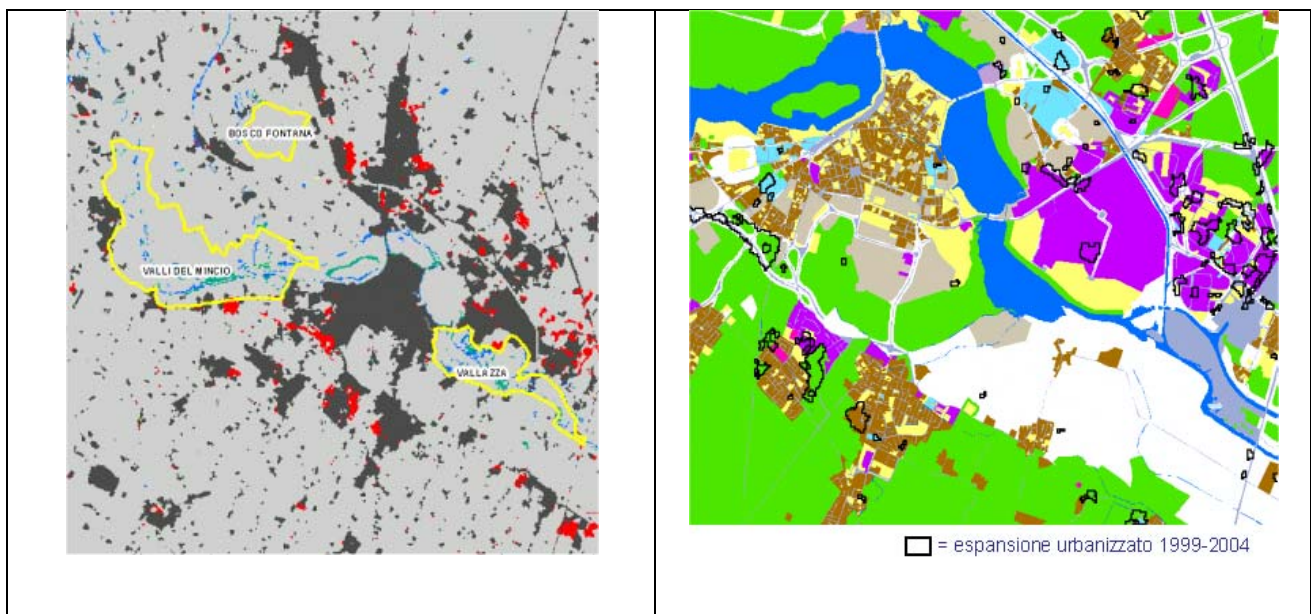 BOSCO FONTANA
VALLI DEL MINCIO
VALLAZZA
= espansione urbanizzato 1999-2004